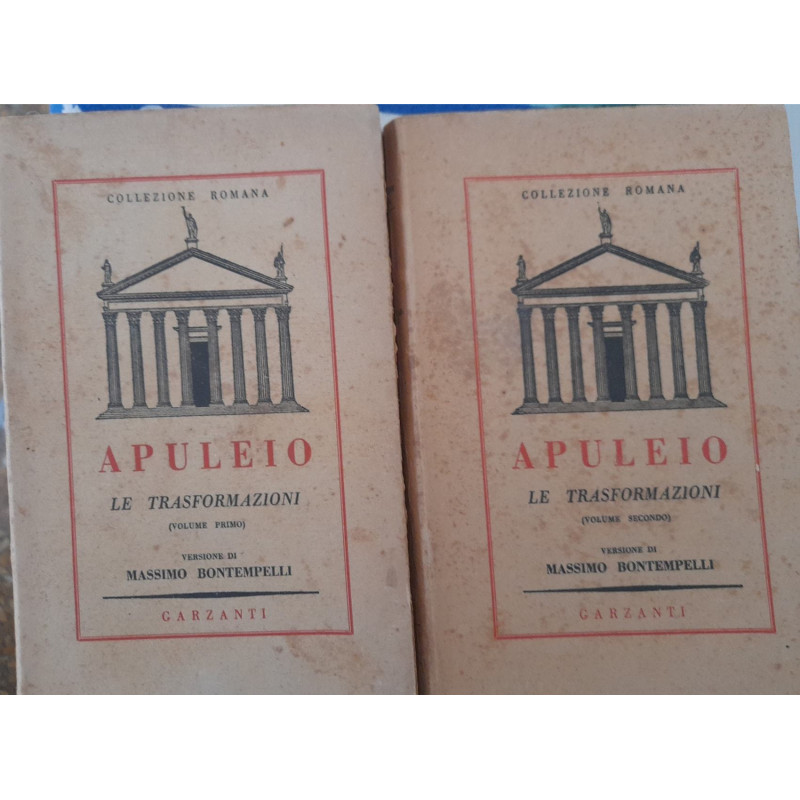 COLLEZIONE ROMANA
APULEIO
LE TRASFORMAZIONI
(VOLUME PRIMO)
VERSIONE DI
MASSIMO BONTEMPELLI
GARZANTI
COLLEZIONE ROMANA
APULEIO
LE TRASFORMAZIONI
(VOLUME SECONDO)
VERSIONE DI
MASSIMO BONTEMPELLI
GARZANTI